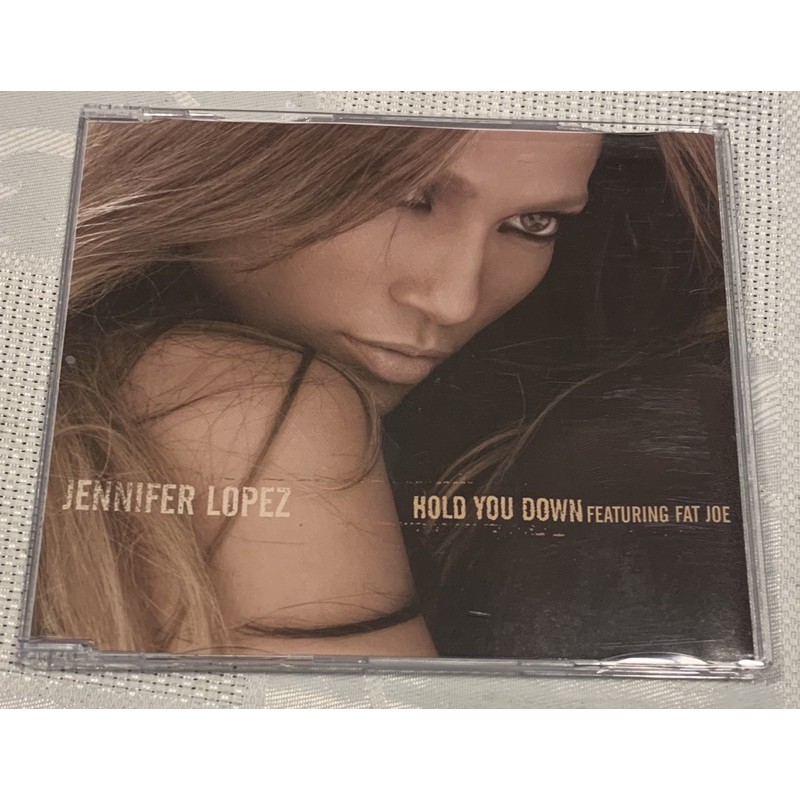 JENNIFER LOPEZ
HOLD YOU DOWN FEATURING FAT JOE